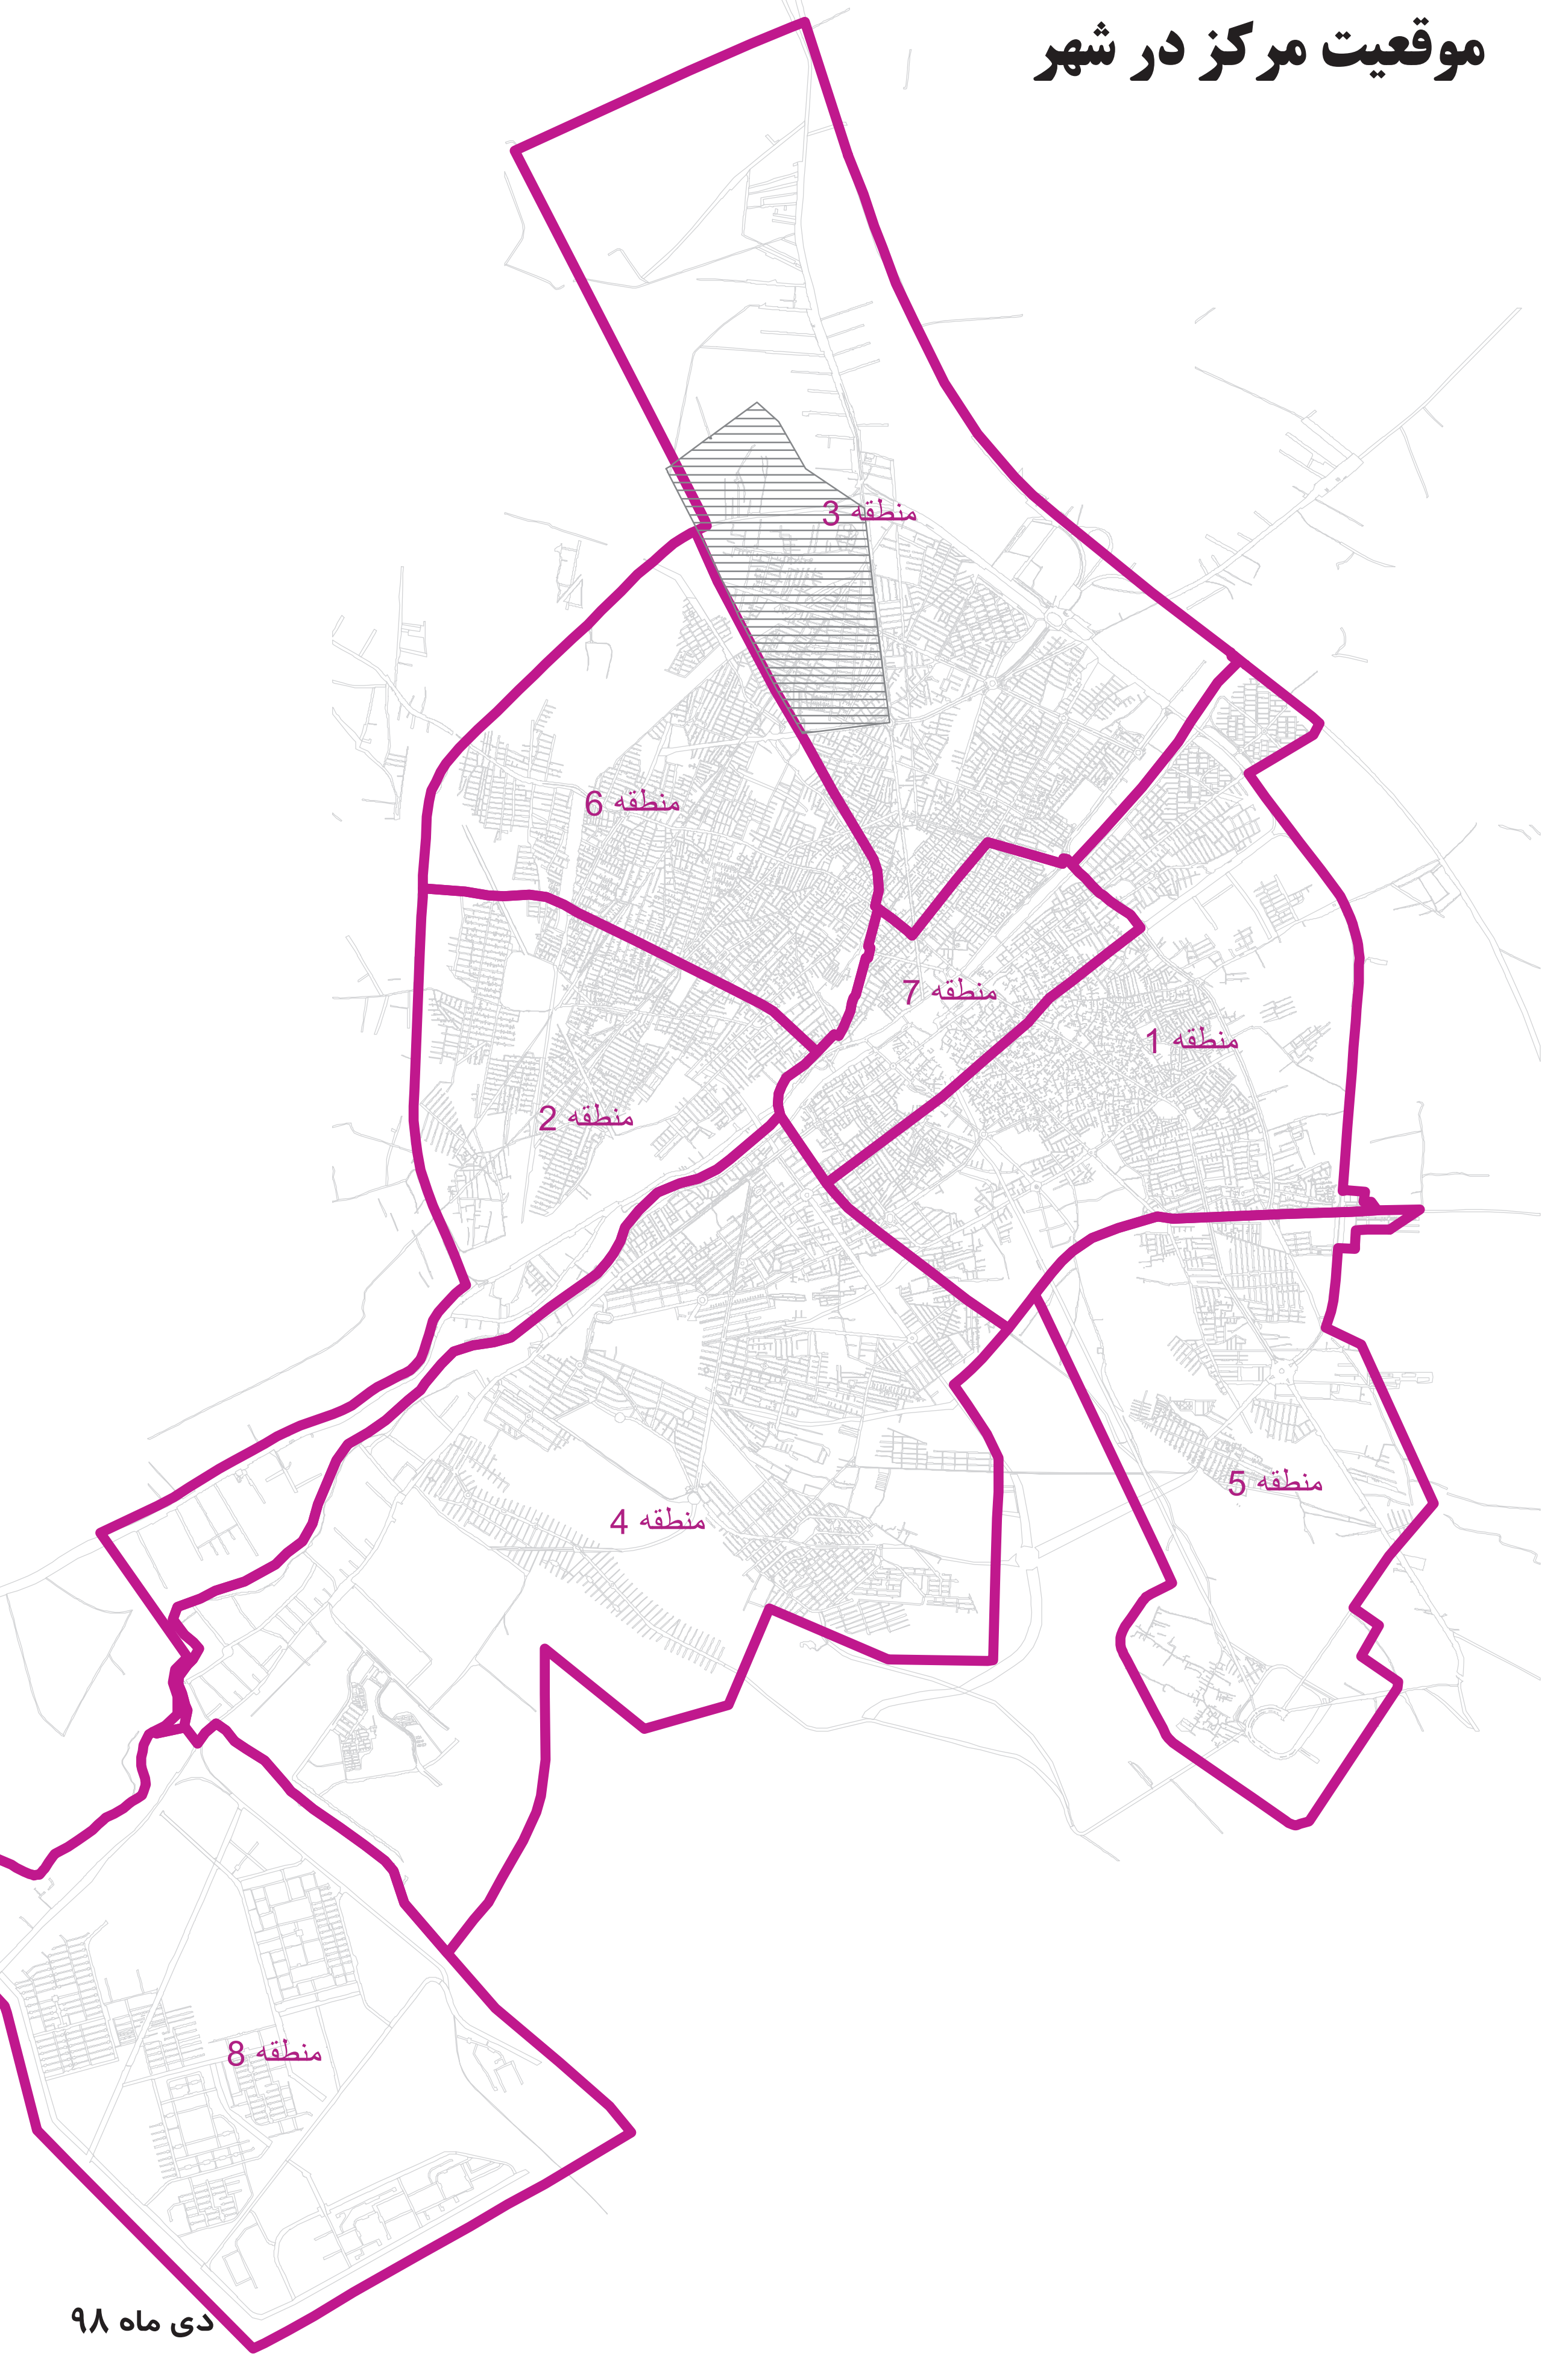 موقعیت مرکز در شهر
منطقه 3
منطقه 6
منطقه 7
منطقه 1
منطقه 2
منطقه 5
منطقه 4
منطقه 8
دی ماه ۹۸